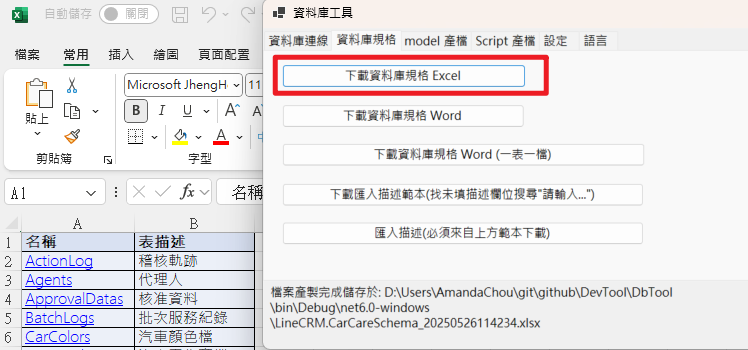 自動儲存 關閉
檔案 常用 插入 繪圖 頁面配置
貼上
剪貼簿
Microsoft JhengH
11
B I U A
A
字型
A1
fx
名稱
A B
1 名稱 表描述
2 ActionLog 稽核軌跡
3 Agents 代理人
4 ApprovalDatas 核准資料
5 BatchLogs 批次服務紀錄
6 CarColors 汽車顏色檔
資料庫工具
資料庫連線 資料庫規格 model 產檔 Script 產檔 設定 語言
下載資料庫規格 Excel
下載資料庫規格 Word
下載資料庫規格 Word (一表一檔)
下載匯入描述範本(找未填描述欄位搜尋"請輸入...")
匯入描述(必須來自上方範本下載)
檔案產製完成儲存於: D:\Users\AmandaChou\git\github\DevTool\DbTool
\bin\Debug\net6.0-windows
\LineCRM.CarCareSchema_20250526114234.xlsx